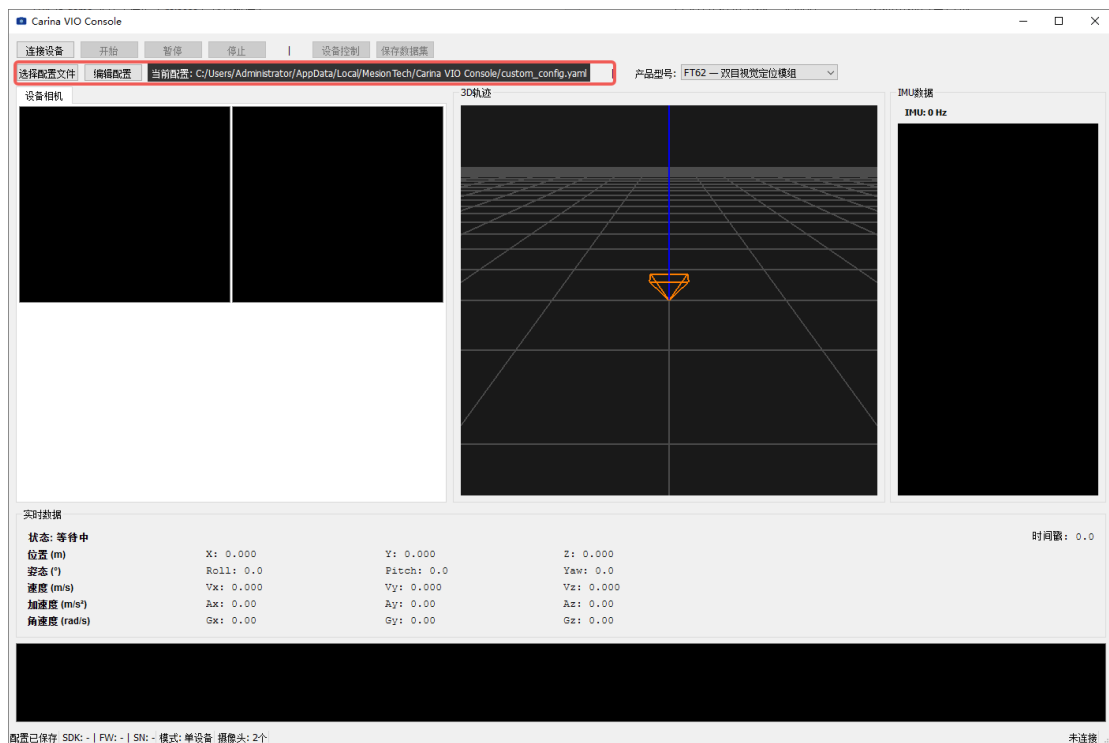 Carina VIO Console
连接设备 开始 暂停 停止 | 设备控制 保存数据集
选择配置文件 编辑配置 当前配置: C:/Users/Administrator/AppData/Local/MesionTech/Carina VIO Console/custom_config.yaml | 产品型号: FT62 — 双目视觉定位模组
设备相机 3D轨迹 IMU数据
IMU: 0 Hz
实时数据
状态: 等待中 时间戳: 0.0
位置 (m) X: 0.000 Y: 0.000 Z: 0.000
姿态 (°) Roll: 0.0 Pitch: 0.0 Yaw: 0.0
速度 (m/s) Vx: 0.000 Vy: 0.000 Vz: 0.000
加速度 (m/s²) Ax: 0.00 Ay: 0.00 Az: 0.00
角速度 (rad/s) Gx: 0.00 Gy: 0.00 Gz: 0.00
配置已保存 SDK: - | FW: - | SN: - 模式: 单设备 摄像头: 2个 未连接